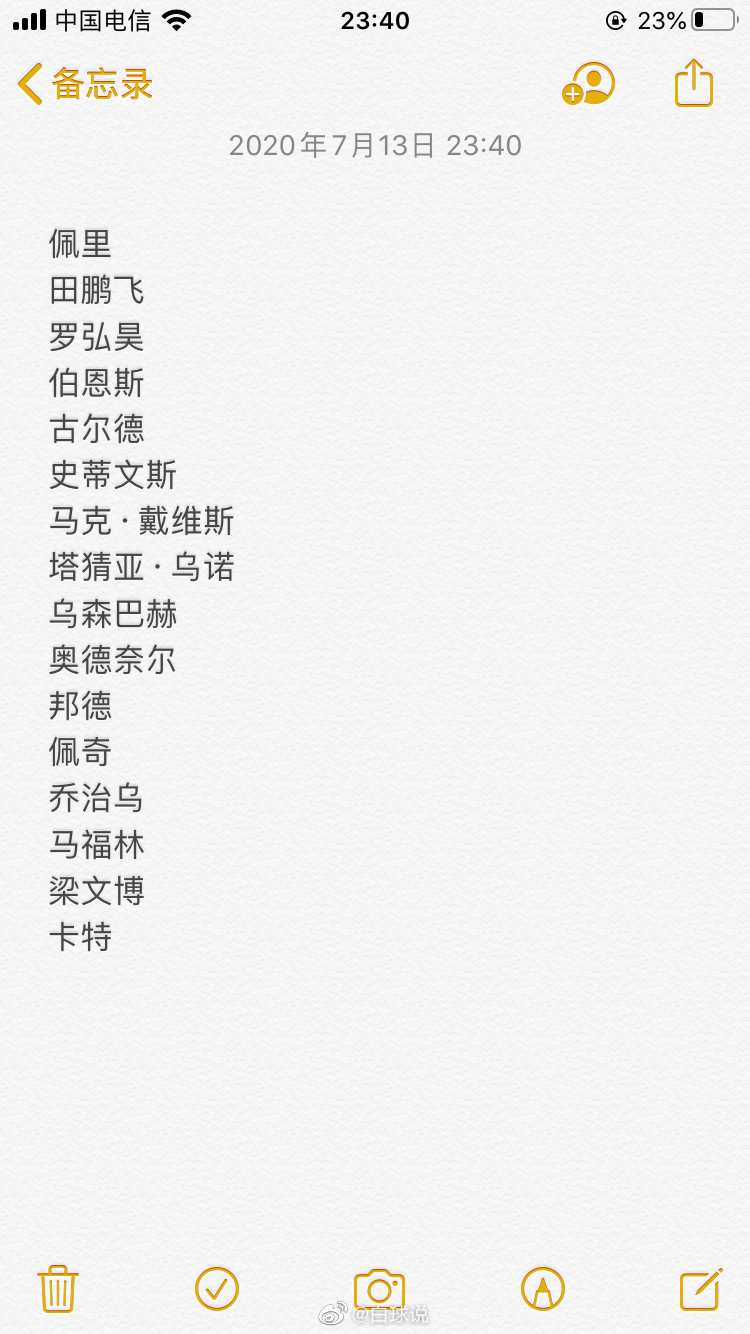 中国电信 23:40 23%
备忘录
2020年7月13日 23:40
佩里
田鹏飞
罗弘昊
伯恩斯
古尔德
史蒂文斯
马克·戴维斯
塔猜亚·乌诺
乌森巴赫
奥德奈尔
邦德
佩奇
乔治乌
马福林
梁文博
卡特
@白球说